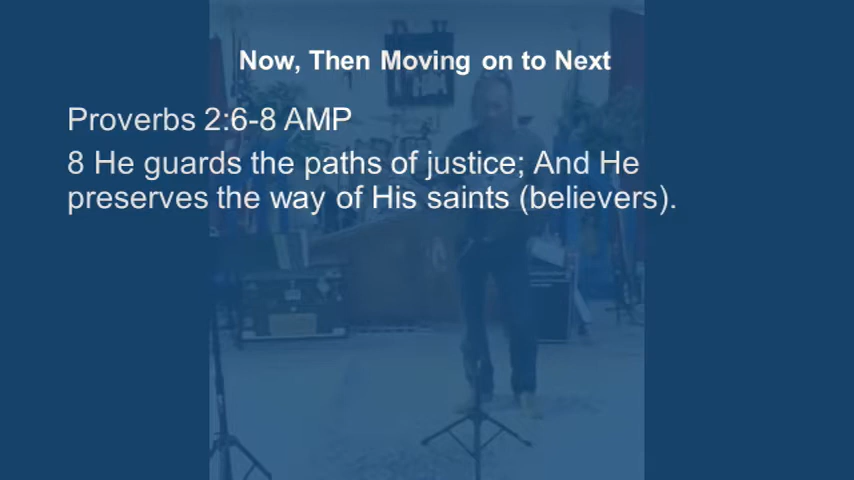 Now, Then Moving on to Next
Proverbs 2:6-8 AMP
8 He guards the paths of justice; And He
preserves the way of His saints (believers).